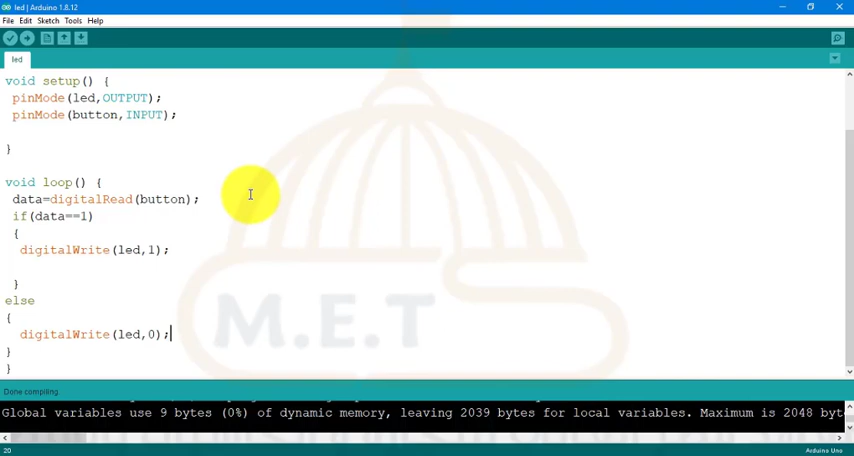 led | Arduino 1.8.12
File Edit Sketch Tools Help
led
void setup() {
pinMode(led,OUTPUT);
pinMode(button,INPUT);
}
void loop() {
data=digitalRead(button);
if(data==1)
{
digitalWrite(led,1);
}
else
{
digitalWrite(led,0);
}
}
M.E.T
Done compiling.
Global variables use 9 bytes (0%) of dynamic memory, leaving 2039 bytes for local variables. Maximum is 2048 byt
20
Arduino Uno